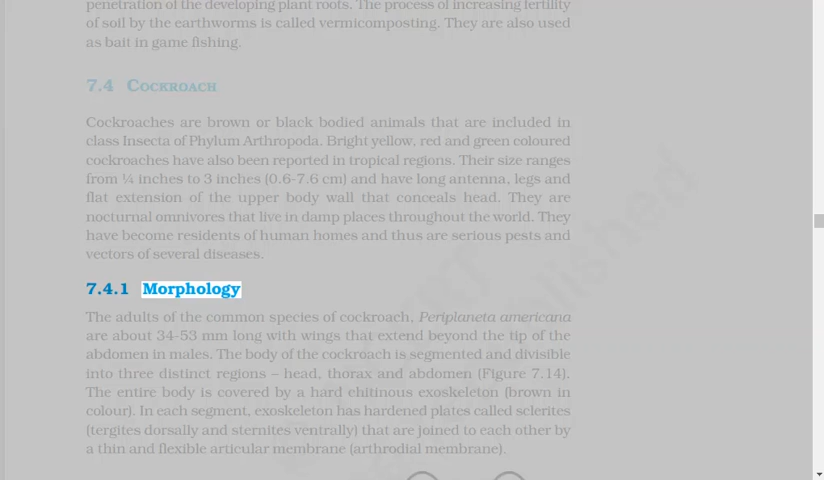 penetration of the developing plant roots. The process of increasing fertility
of soil by the earthworms is called vermicomposting. They are also used
as bait in game fishing.
7.4 COCKROACH
Cockroaches are brown or black bodied animals that are included in
class Insecta of Phylum Arthropoda. Bright yellow, red and green coloured
cockroaches have also been reported in tropical regions. Their size ranges
from ¼ inches to 3 inches (0.6-7.6 cm) and have long antenna, legs and
flat extension of the upper body wall that conceals head. They are
nocturnal omnivores that live in damp places throughout the world. They
have become residents of human homes and thus are serious pests and
vectors of several diseases.
7.4.1 Morphology
The adults of the common species of cockroach, Periplaneta americana
are about 34-53 mm long with wings that extend beyond the tip of the
abdomen in males. The body of the cockroach is segmented and divisible
into three distinct regions – head, thorax and abdomen (Figure 7.14).
The entire body is covered by a hard chitinous exoskeleton (brown in
colour). In each segment, exoskeleton has hardened plates called sclerites
(tergites dorsally and sternites ventrally) that are joined to each other by
a thin and flexible articular membrane (arthrodial membrane).